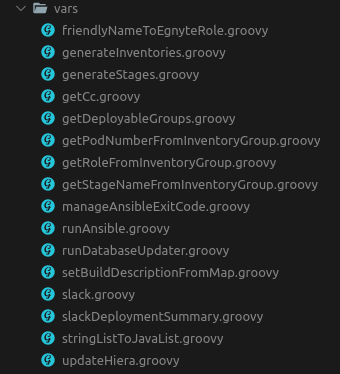 vars
friendlyNameToEgnyteRole.groovy
generateInventories.groovy
generateStages.groovy
getCc.groovy
getDeployableGroups.groovy
getPodNumberFromInventoryGroup.groovy
getRoleFromInventoryGroup.groovy
getStageNameFromInventoryGroup.groovy
manageAnsibleExitCode.groovy
runAnsible.groovy
runDatabaseUpdater.groovy
setBuildDescriptionFromMap.groovy
slack.groovy
slackDeploymentSummary.groovy
stringListToJavaList.groovy
updateHiera.groovy